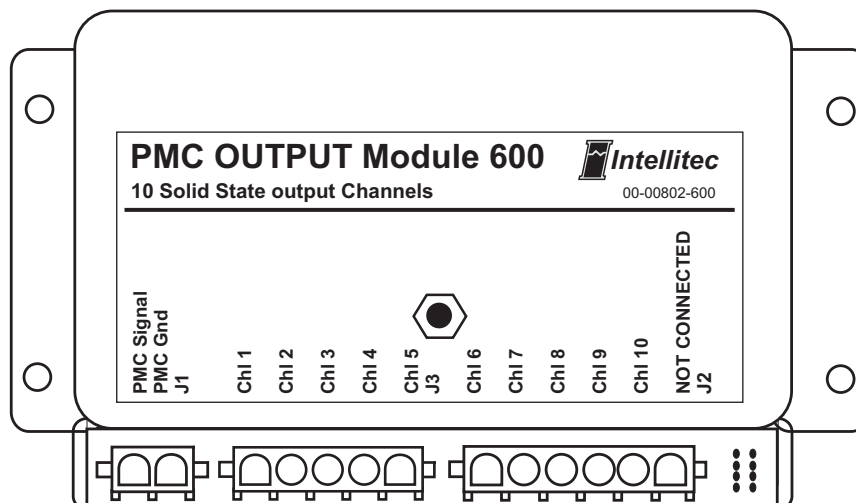 PMC OUTPUT Module 600
Intellitec
10 Solid State output Channels
00-00802-600
PMC Signal
PMC Gnd
J1
Chl 1
Chl 2
Chl 3
Chl 4
Chl 5
J3
Chl 6
Chl 7
Chl 8
Chl 9
Chl 10
NOT CONNECTED
J2